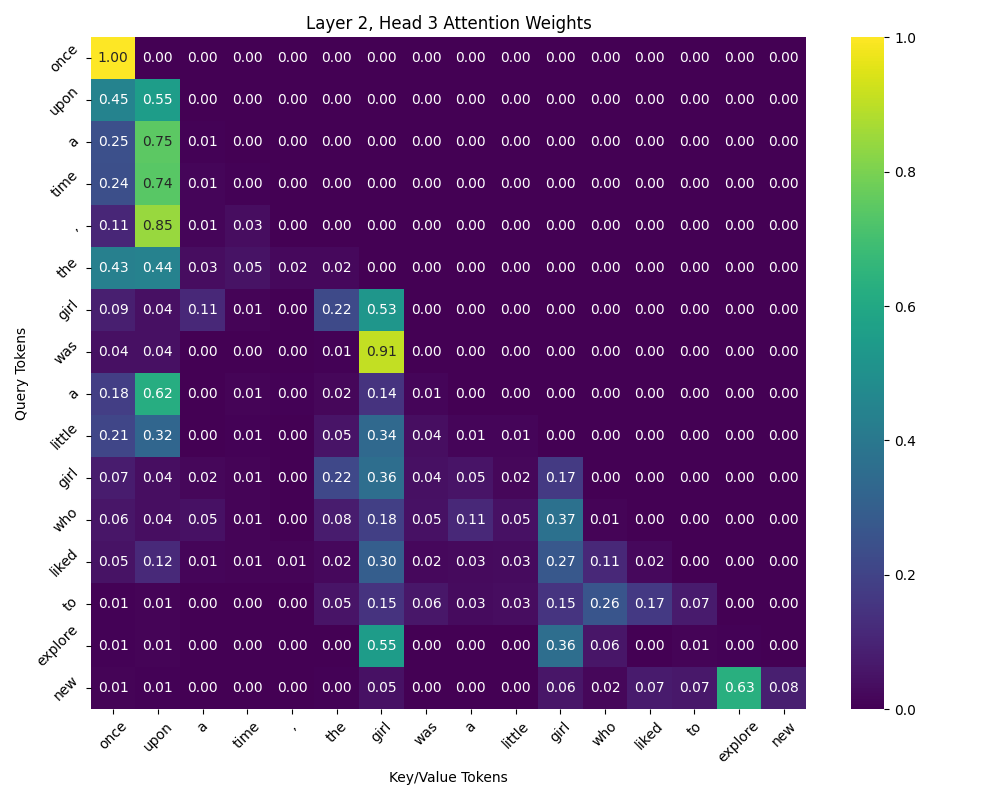 Layer 2, Head 3 Attention Weights
Query Tokens
once 1.00 0.00 0.00 0.00 0.00 0.00 0.00 0.00 0.00 0.00 0.00 0.00 0.00 0.00 0.00 0.00
upon 0.45 0.55 0.00 0.00 0.00 0.00 0.00 0.00 0.00 0.00 0.00 0.00 0.00 0.00 0.00 0.00
a 0.25 0.75 0.01 0.00 0.00 0.00 0.00 0.00 0.00 0.00 0.00 0.00 0.00 0.00 0.00 0.00
time 0.24 0.74 0.01 0.00 0.00 0.00 0.00 0.00 0.00 0.00 0.00 0.00 0.00 0.00 0.00 0.00
, 0.11 0.85 0.01 0.03 0.00 0.00 0.00 0.00 0.00 0.00 0.00 0.00 0.00 0.00 0.00 0.00
the 0.43 0.44 0.03 0.05 0.02 0.02 0.00 0.00 0.00 0.00 0.00 0.00 0.00 0.00 0.00 0.00
girl 0.09 0.04 0.11 0.01 0.00 0.22 0.53 0.00 0.00 0.00 0.00 0.00 0.00 0.00 0.00 0.00
was 0.04 0.04 0.00 0.00 0.00 0.01 0.91 0.00 0.00 0.00 0.00 0.00 0.00 0.00 0.00 0.00
a 0.18 0.62 0.00 0.01 0.00 0.02 0.14 0.01 0.00 0.00 0.00 0.00 0.00 0.00 0.00 0.00
little 0.21 0.32 0.00 0.01 0.00 0.05 0.34 0.04 0.01 0.01 0.00 0.00 0.00 0.00 0.00 0.00
girl 0.07 0.04 0.02 0.01 0.00 0.22 0.36 0.04 0.05 0.02 0.17 0.00 0.00 0.00 0.00 0.00
who 0.06 0.04 0.05 0.01 0.00 0.08 0.18 0.05 0.11 0.05 0.37 0.01 0.00 0.00 0.00 0.00
liked 0.05 0.12 0.01 0.01 0.01 0.02 0.30 0.02 0.03 0.03 0.27 0.11 0.02 0.00 0.00 0.00
to 0.01 0.01 0.00 0.00 0.00 0.05 0.15 0.06 0.03 0.03 0.15 0.26 0.17 0.07 0.00 0.00
explore 0.01 0.01 0.00 0.00 0.00 0.00 0.55 0.00 0.00 0.00 0.36 0.06 0.00 0.01 0.00 0.00
new 0.01 0.01 0.00 0.00 0.00 0.00 0.05 0.00 0.00 0.00 0.06 0.02 0.07 0.07 0.63 0.08
once upon a time , the girl was a little girl who liked to explore new
Key/Value Tokens
1.0
0.8
0.6
0.4
0.2
0.0